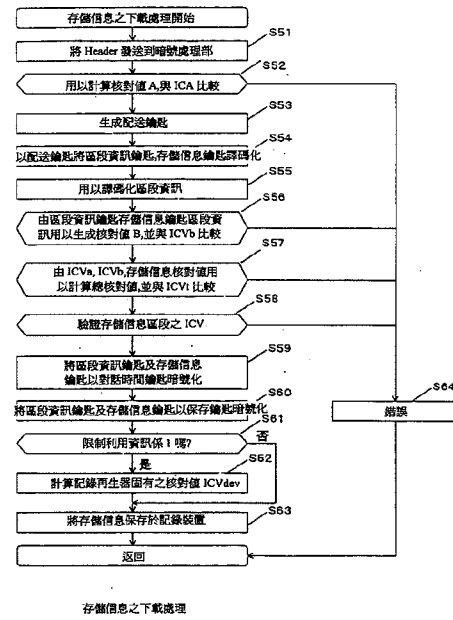 存儲信息之下載處理開始
S51
將 Header 發送到暗號處理部
S52
用以計算核對值 A,與 ICA 比較
S53
生成配送鑰匙
S54
以配送鑰匙將區段資訊鑰匙,存儲信息鑰匙譯碼化
S55
用以譯碼化區段資訊
S56
由區段資訊鑰匙存儲信息鑰匙區段資
訊用以生成核對值 B,並與 ICVb 比較
S57
由 ICVa, ICVb,存儲信息核對值用
以計算總核對值,並與 ICVt 比較
S58
驗證存儲信息區段之 ICV
S59
將區段資訊鑰匙及存儲信息
鑰匙以對話時間鑰匙暗號化
S60
將區段資訊鑰匙及存儲信息鑰匙以保存鑰匙暗號化
S61
S64
錯誤
限制利用資訊係 1 嗎?
否
是
S62
計算記錄再生器固有之核對值 ICVdev
S63
將存儲信息保存於記錄裝置
返回
存儲信息之下載處理